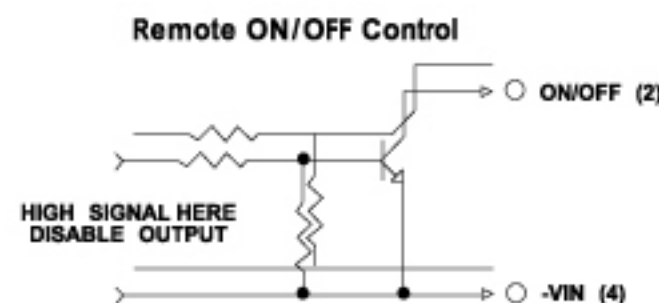 Remote ON/OFF Control
ON/OFF (2)
HIGH SIGNAL HERE
DISABLE OUTPUT
-VIN (4)